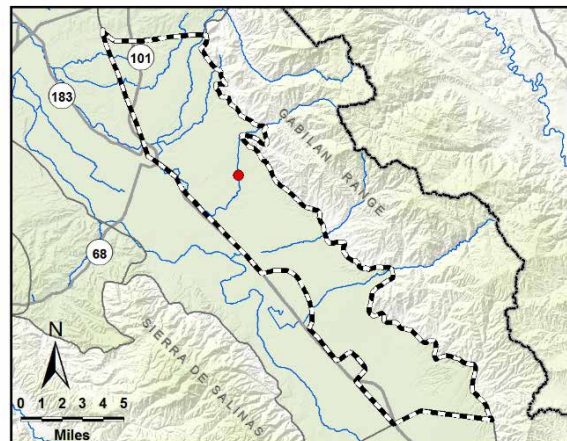 101
183
GABILAN RANGE
68
N
SIERRA DE SALINAS
0 1 2 3 4 5
Miles